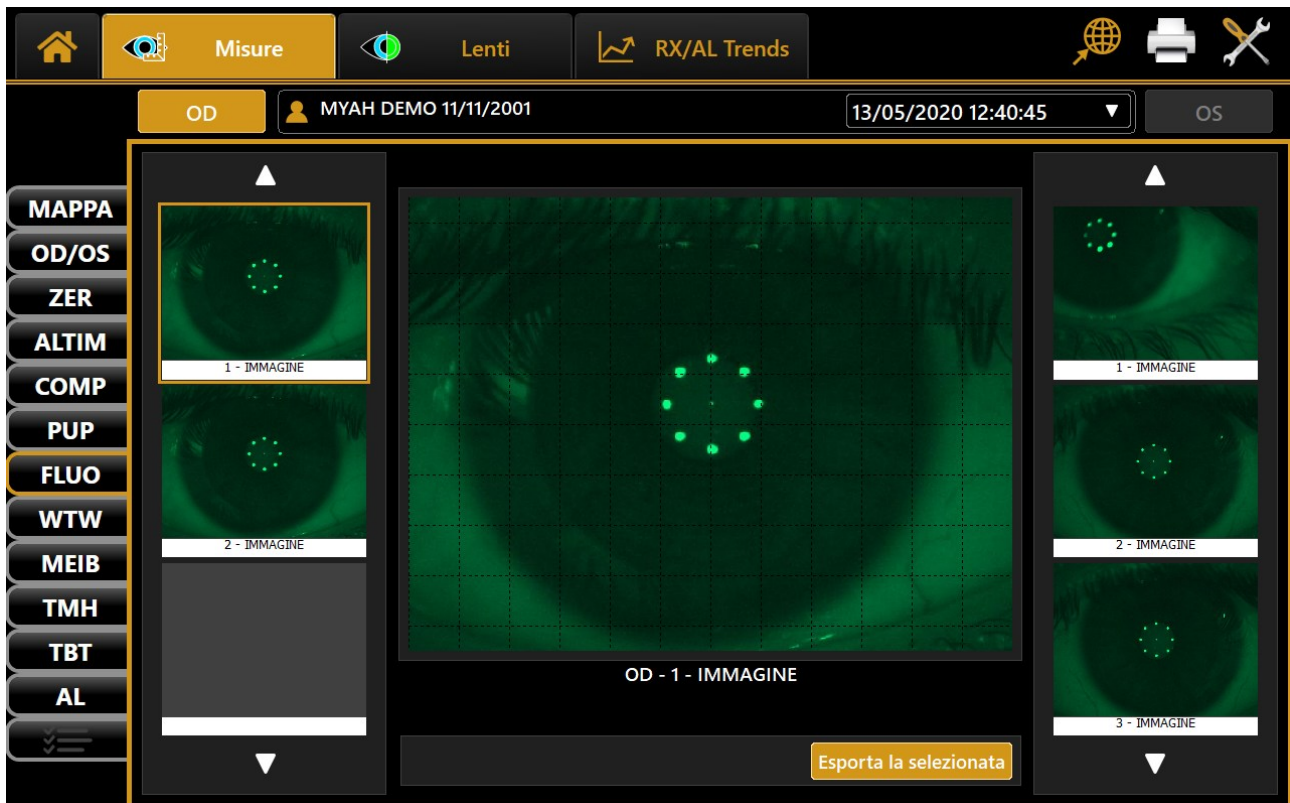 Misure
Lenti
RX/AL Trends
OD
MYAH DEMO 11/11/2001
13/05/2020 12:40:45
OS
MAPPA
OD/OS
ZER
ALTIM
COMP
PUP
FLUO
WTW
MEIB
TMH
TBT
AL
1 - IMMAGINE
2 - IMMAGINE
OD - 1 - IMMAGINE
Esporta la selezionata
1 - IMMAGINE
2 - IMMAGINE
3 - IMMAGINE